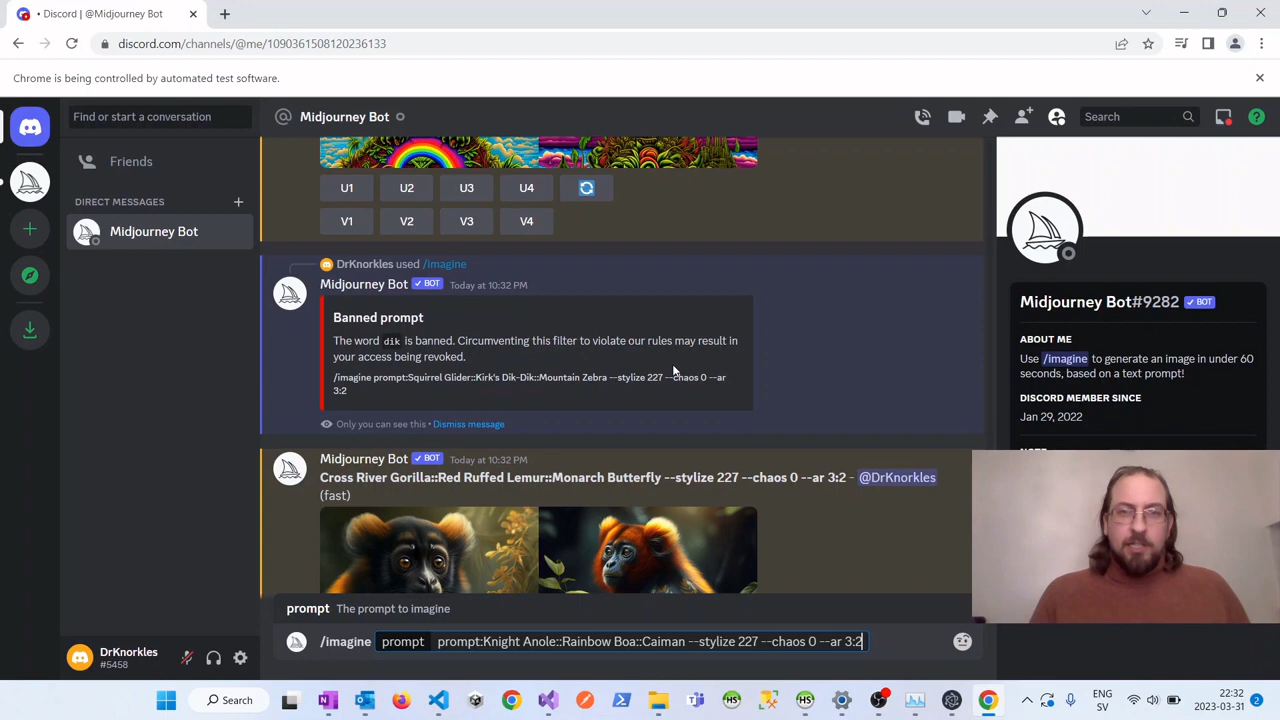 Discord | @Midjourney Bot
discord.com/channels/@me/1090361508120236133
Chrome is being controlled by automated test software.
Find or start a conversation
Midjourney Bot
Search
Friends
DIRECT MESSAGES
Midjourney Bot
U1 U2 U3 U4
V1 V2 V3 V4
DrKnorkles used /imagine
Midjourney Bot BOT Today at 10:32 PM
Banned prompt
The word dik is banned. Circumventing this filter to violate our rules may result in
your access being revoked.
/imagine prompt:Squirrel Glider::Kirk's Dik-Dik::Mountain Zebra --stylize 227 --chaos 0 --ar
3:2
Only you can see this • Dismiss message
Midjourney Bot BOT Today at 10:32 PM
Cross River Gorilla::Red Ruffed Lemur::Monarch Butterfly --stylize 227 --chaos 0 --ar 3:2 - @DrKnorkles
(fast)
prompt The prompt to imagine
/imagine prompt prompt:Knight Anole::Rainbow Boa::Caiman --stylize 227 --chaos 0 --ar 3:2
Midjourney Bot#9282 BOT
ABOUT ME
Use /imagine to generate an image in under 60
seconds, based on a text prompt!
DISCORD MEMBER SINCE
Jan 29, 2022
DrKnorkles
#5458
Search
ENG
SV
22:32
2023-03-31
2